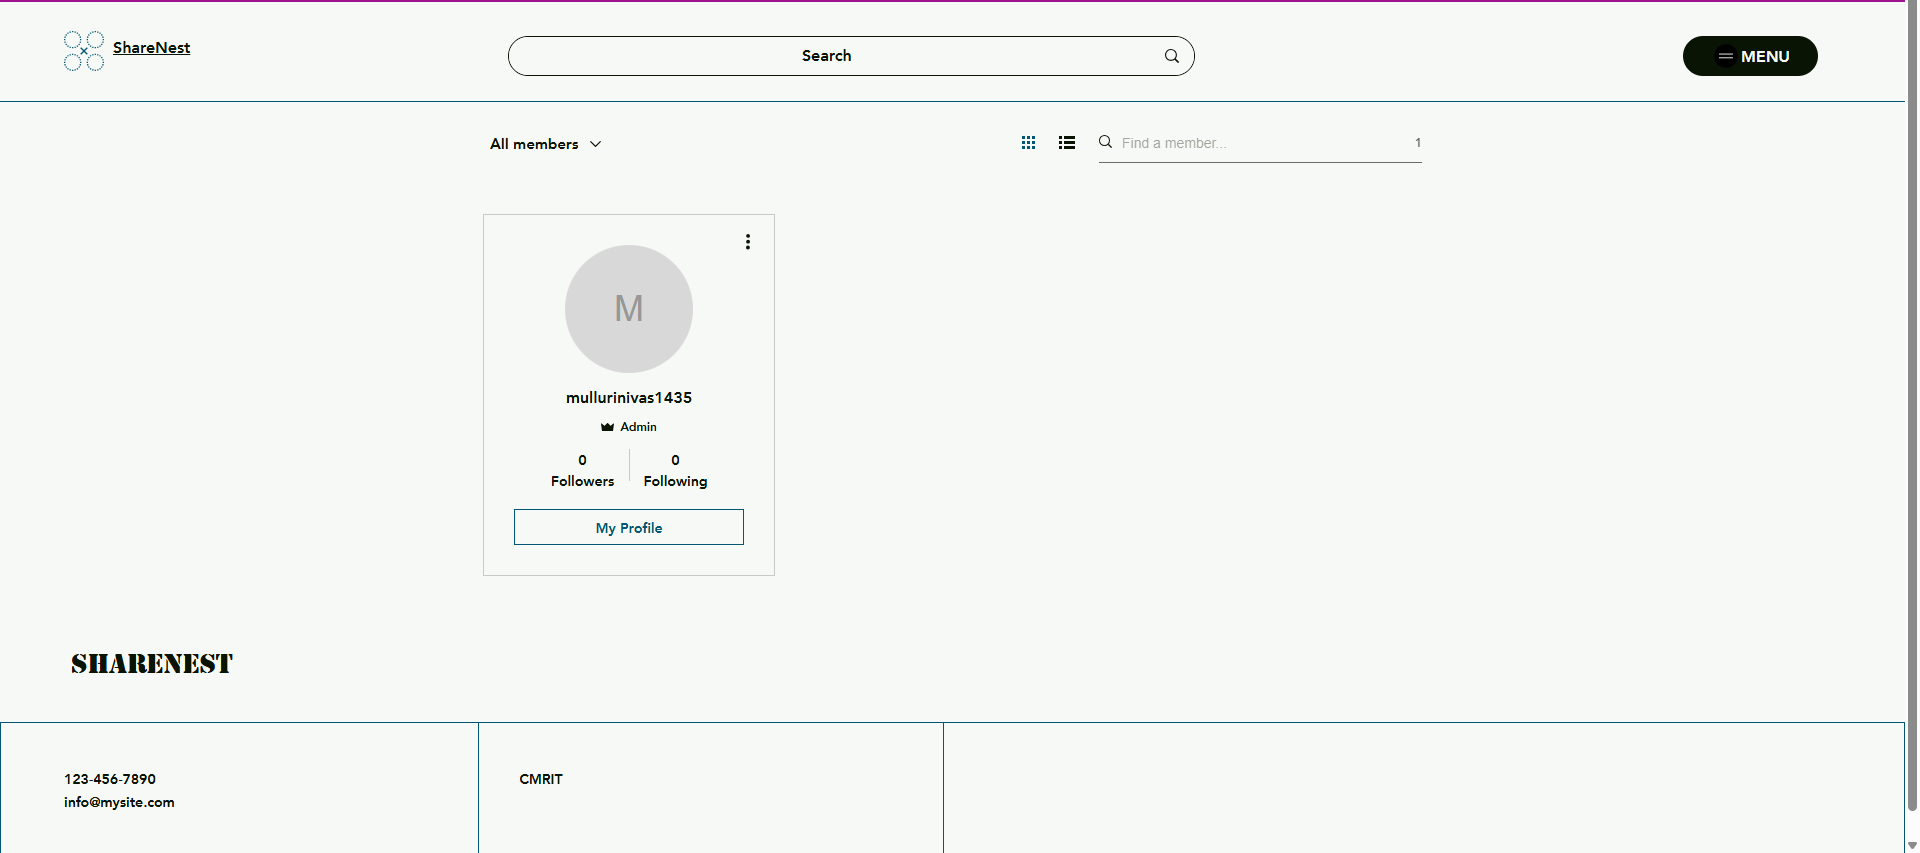 ShareNest
Search
MENU
All members
Find a member...
1
M
mullurinivas1435
Admin
0
Followers
0
Following
My Profile
SHARENEST
123-456-7890
info@mysite.com
CMRIT